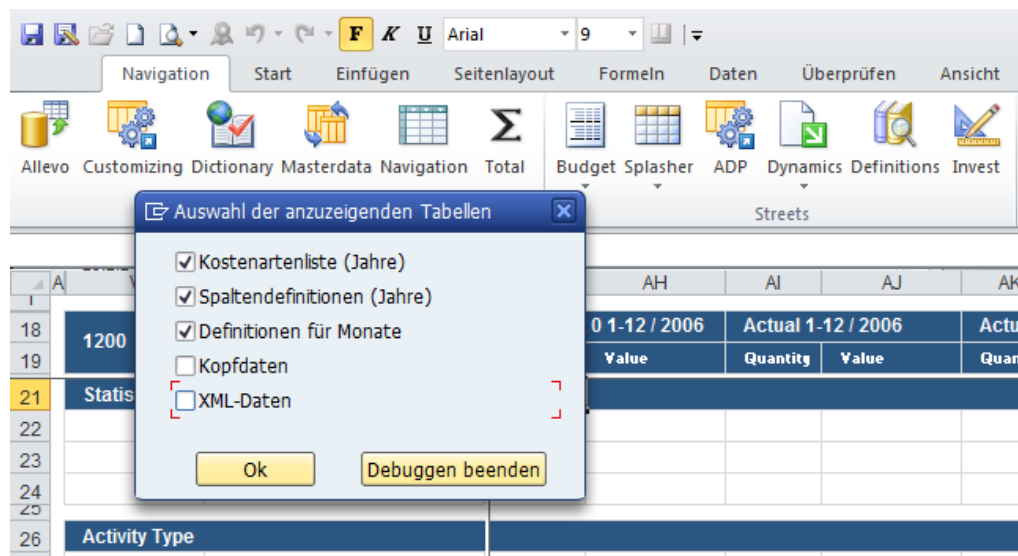 F K U Arial 9
Navigation Start Einfügen Seitenlayout Formeln Daten Überprüfen Ansicht
Σ
Allevo Customizing Dictionary Masterdata Navigation Total Budget Splasher ADP Dynamics Definitions Invest
Streets
Auswahl der anzuzeigenden Tabellen
Kostenartenliste (Jahre)
Spaltendefinitionen (Jahre)
Definitionen für Monate
Kopfdaten
XML-Daten
Ok Debuggen beenden
A AH AI AJ AK
18 1200 0 1-12 / 2006 Actual 1-12 / 2006 Actu
19 Value Quantity Value Quan
21 Statis
22
23
24
25
26 Activity Type